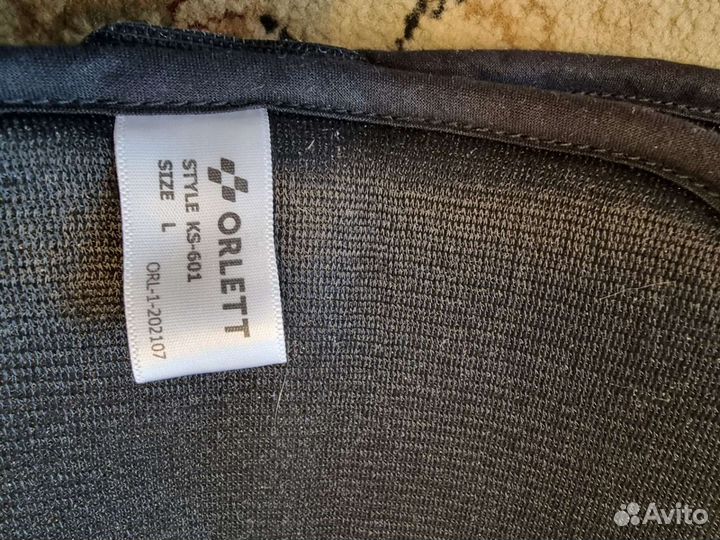 ORLETT
STYLE KS-601
SIZE L
ORL-1-202107
Avito